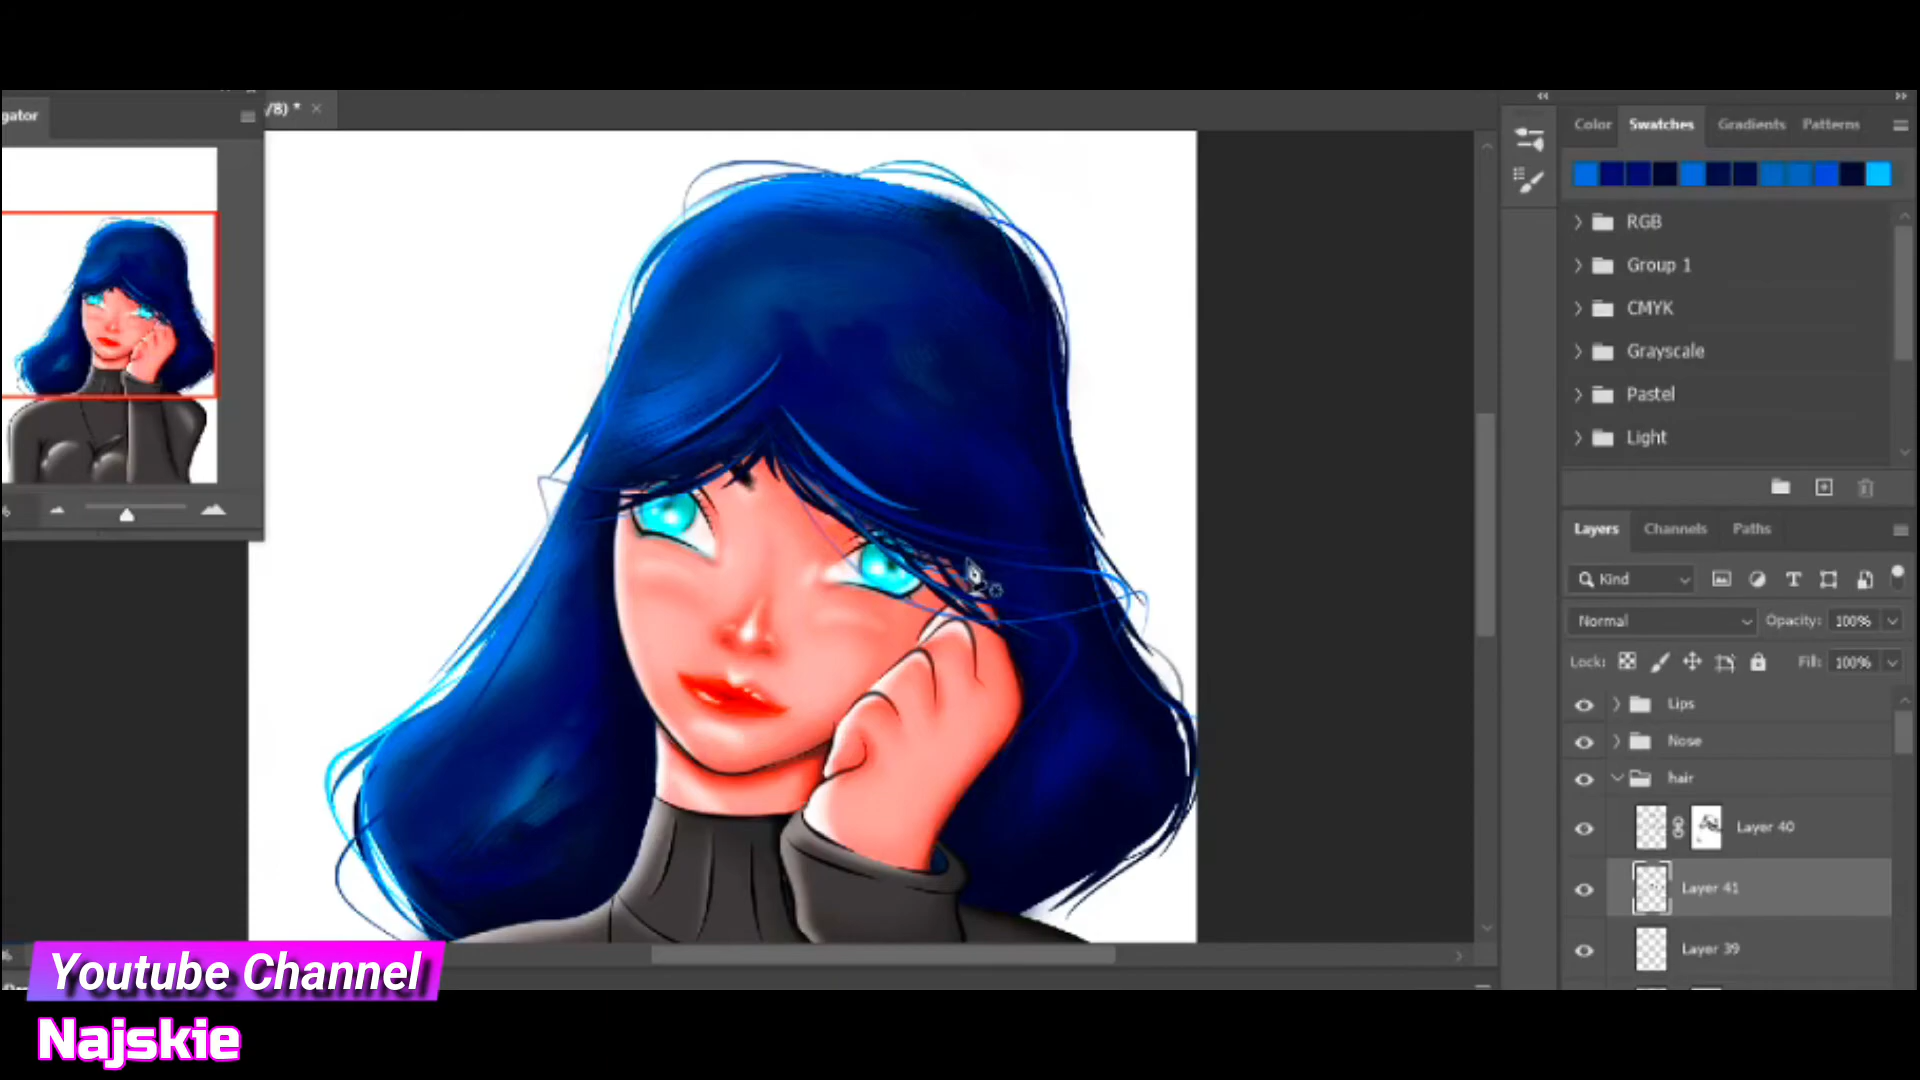 gator
/8) *
Color Swatches Gradients Patterns
RGB
Group 1
CMYK
Grayscale
Pastel
Light
Layers Channels Paths
Kind
Normal Opacity: 100%
Lock: Fill: 100%
Lips
Nose
hair
Layer 40
Layer 41
Layer 39
Youtube Channel
Najskie